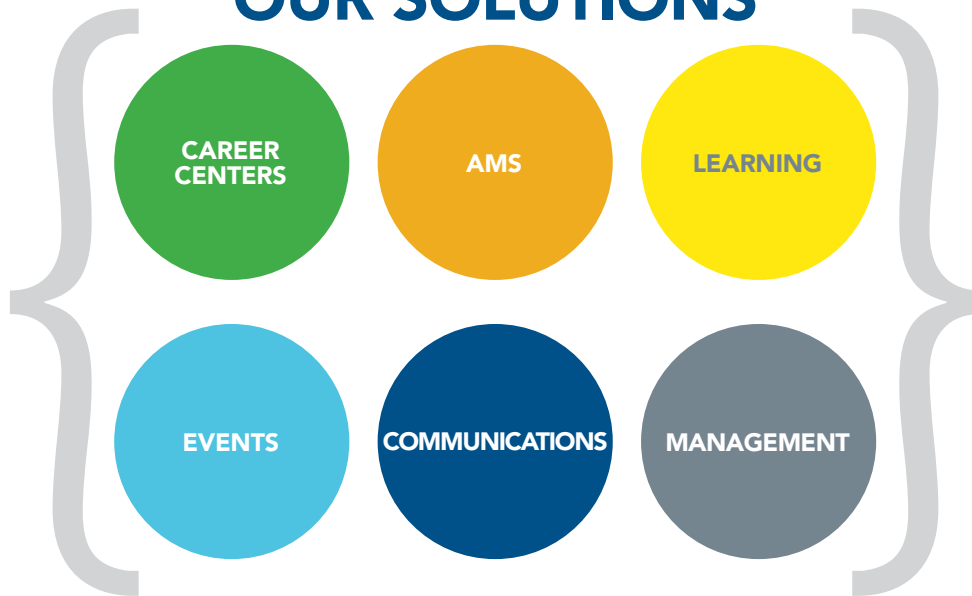 OUR SOLUTIONS
CAREER
CENTERS
AMS
LEARNING
EVENTS
COMMUNICATIONS
MANAGEMENT